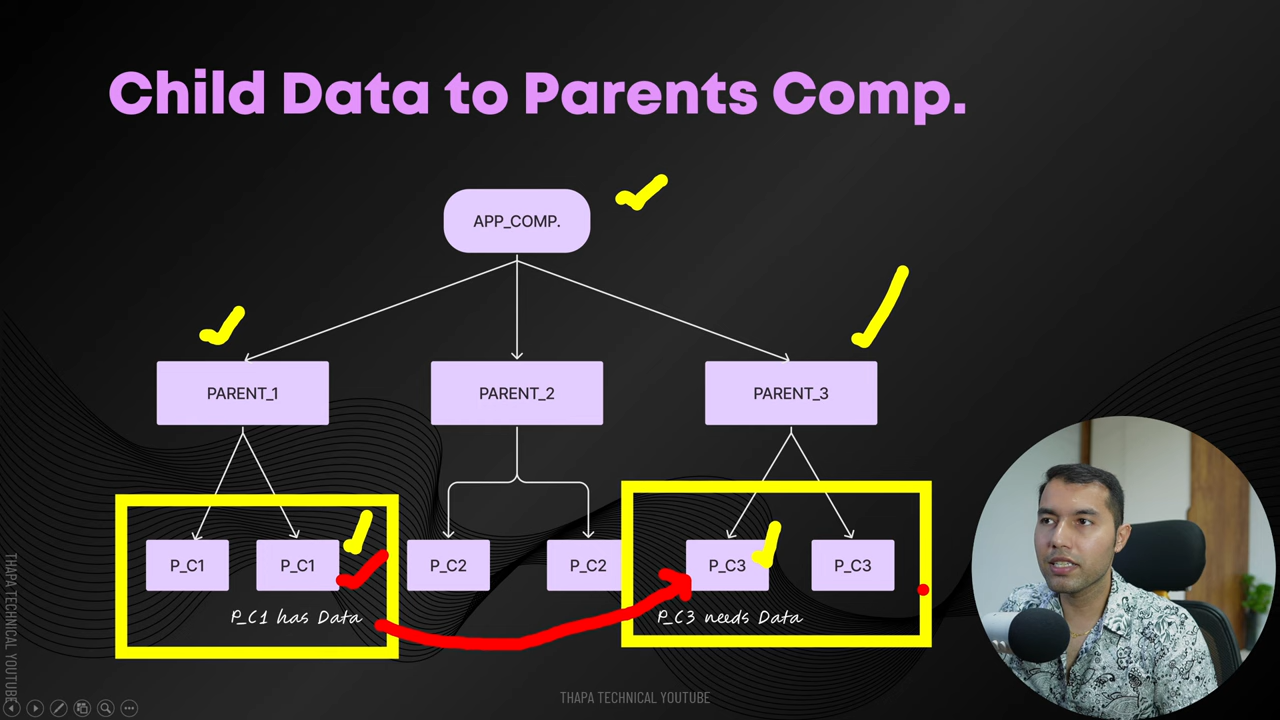 Child Data to Parents Comp.
APP_COMP.
PARENT_1
PARENT_2
PARENT_3
P_C1
P_C1
P_C2
P_C2
P_C3
P_C3
P_C1 has Data
P_C3 needs Data
THAPA TECHNICAL YOUTUBE
THAPA TECHNICAL YOUTUBE